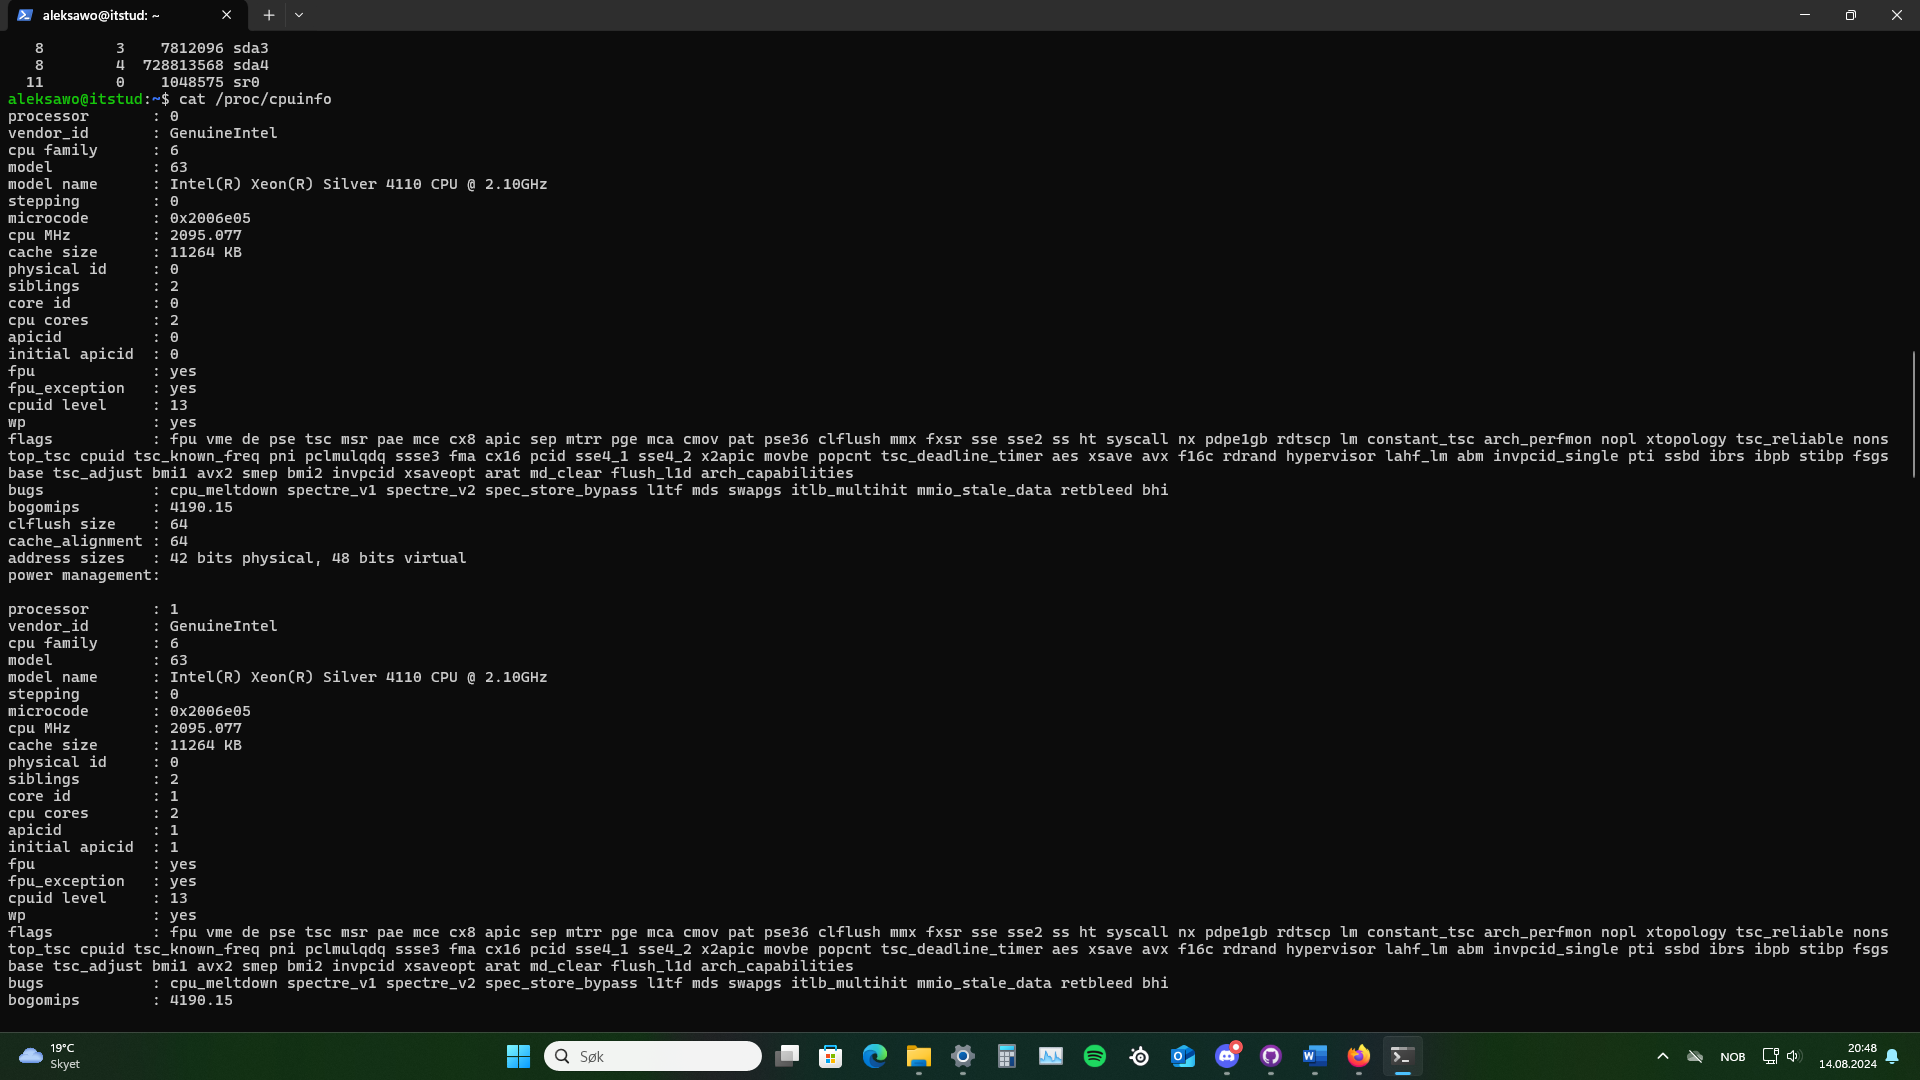 aleksawo@itstud: ~
   8        3    7812096 sda3
   8        4  728813568 sda4
  11        0    1048575 sr0
aleksawo@itstud:~$ cat /proc/cpuinfo
processor       : 0
vendor_id       : GenuineIntel
cpu family      : 6
model           : 63
model name      : Intel(R) Xeon(R) Silver 4110 CPU @ 2.10GHz
stepping        : 0
microcode       : 0x2006e05
cpu MHz         : 2095.077
cache size      : 11264 KB
physical id     : 0
siblings        : 2
core id         : 0
cpu cores       : 2
apicid          : 0
initial apicid  : 0
fpu             : yes
fpu_exception   : yes
cpuid level     : 13
wp              : yes
flags           : fpu vme de pse tsc msr pae mce cx8 apic sep mtrr pge mca cmov pat pse36 clflush mmx fxsr sse sse2 ss ht syscall nx pdpe1gb rdtscp lm constant_tsc arch_perfmon nopl xtopology tsc_reliable nons
top_tsc cpuid tsc_known_freq pni pclmulqdq ssse3 fma cx16 pcid sse4_1 sse4_2 x2apic movbe popcnt tsc_deadline_timer aes xsave avx f16c rdrand hypervisor lahf_lm abm invpcid_single pti ssbd ibrs ibpb stibp fsgs
base tsc_adjust bmi1 avx2 smep bmi2 invpcid xsaveopt arat md_clear flush_l1d arch_capabilities
bugs            : cpu_meltdown spectre_v1 spectre_v2 spec_store_bypass l1tf mds swapgs itlb_multihit mmio_stale_data retbleed bhi
bogomips        : 4190.15
clflush size    : 64
cache_alignment : 64
address sizes   : 42 bits physical, 48 bits virtual
power management:
processor       : 1
vendor_id       : GenuineIntel
cpu family      : 6
model           : 63
model name      : Intel(R) Xeon(R) Silver 4110 CPU @ 2.10GHz
stepping        : 0
microcode       : 0x2006e05
cpu MHz         : 2095.077
cache size      : 11264 KB
physical id     : 0
siblings        : 2
core id         : 1
cpu cores       : 2
apicid          : 1
initial apicid  : 1
fpu             : yes
fpu_exception   : yes
cpuid level     : 13
wp              : yes
flags           : fpu vme de pse tsc msr pae mce cx8 apic sep mtrr pge mca cmov pat pse36 clflush mmx fxsr sse sse2 ss ht syscall nx pdpe1gb rdtscp lm constant_tsc arch_perfmon nopl xtopology tsc_reliable nons
top_tsc cpuid tsc_known_freq pni pclmulqdq ssse3 fma cx16 pcid sse4_1 sse4_2 x2apic movbe popcnt tsc_deadline_timer aes xsave avx f16c rdrand hypervisor lahf_lm abm invpcid_single pti ssbd ibrs ibpb stibp fsgs
base tsc_adjust bmi1 avx2 smep bmi2 invpcid xsaveopt arat md_clear flush_l1d arch_capabilities
bugs            : cpu_meltdown spectre_v1 spectre_v2 spec_store_bypass l1tf mds swapgs itlb_multihit mmio_stale_data retbleed bhi
bogomips        : 4190.15
19°C
Skyet
Søk
NOB
20:48
14.08.2024